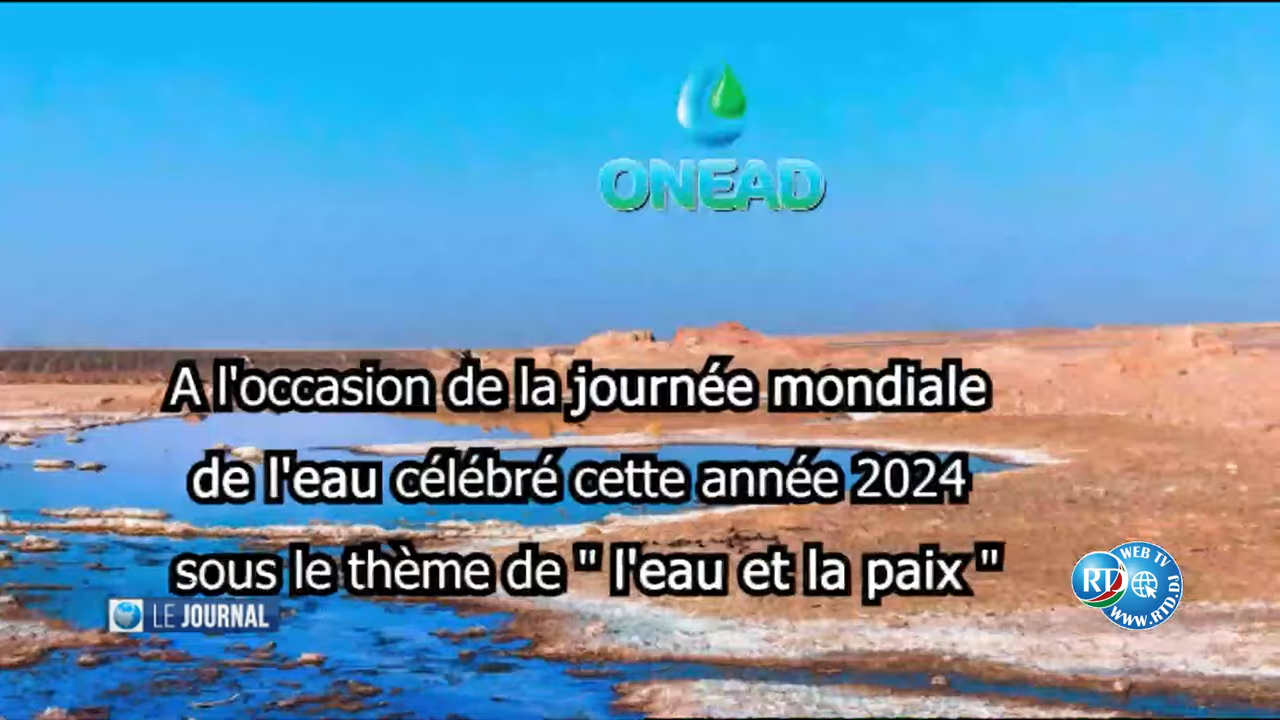 ONEAD
A l'occasion de la journée mondiale
de l'eau célébré cette année 2024
sous le thème de " l'eau et la paix "
LE JOURNAL
WEB TV
RTD
WWW.RTD.DJ